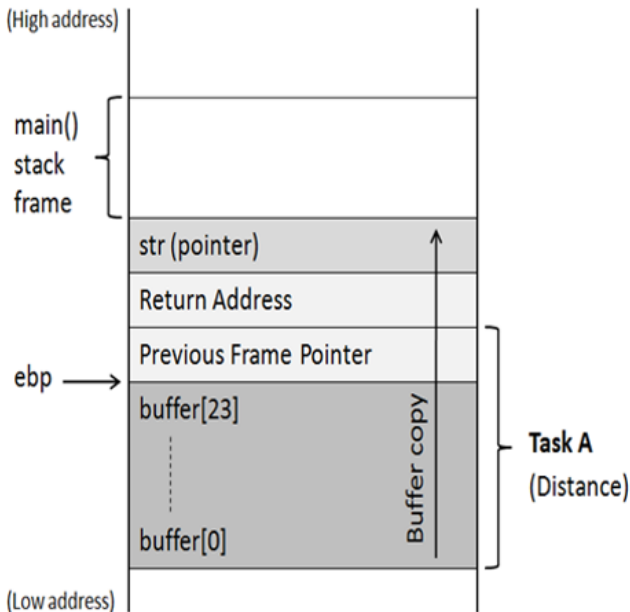 (High address)
main()
stack
frame
str (pointer)
Return Address
Previous Frame Pointer
ebp
buffer[23]
Buffer copy
Task A
(Distance)
buffer[0]
(Low address)